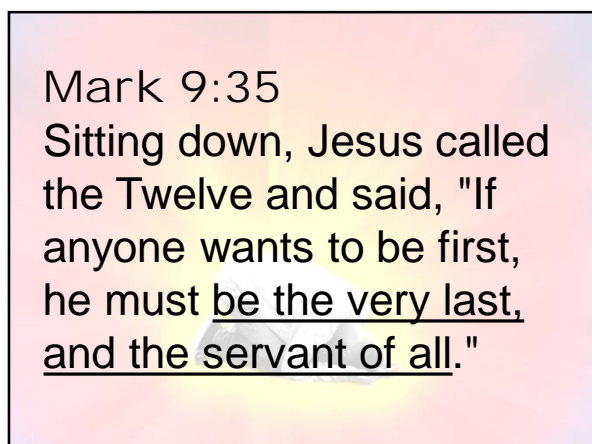 Mark 9:35
Sitting down, Jesus called
the Twelve and said, "If
anyone wants to be first,
he must be the very last,
and the servant of all."